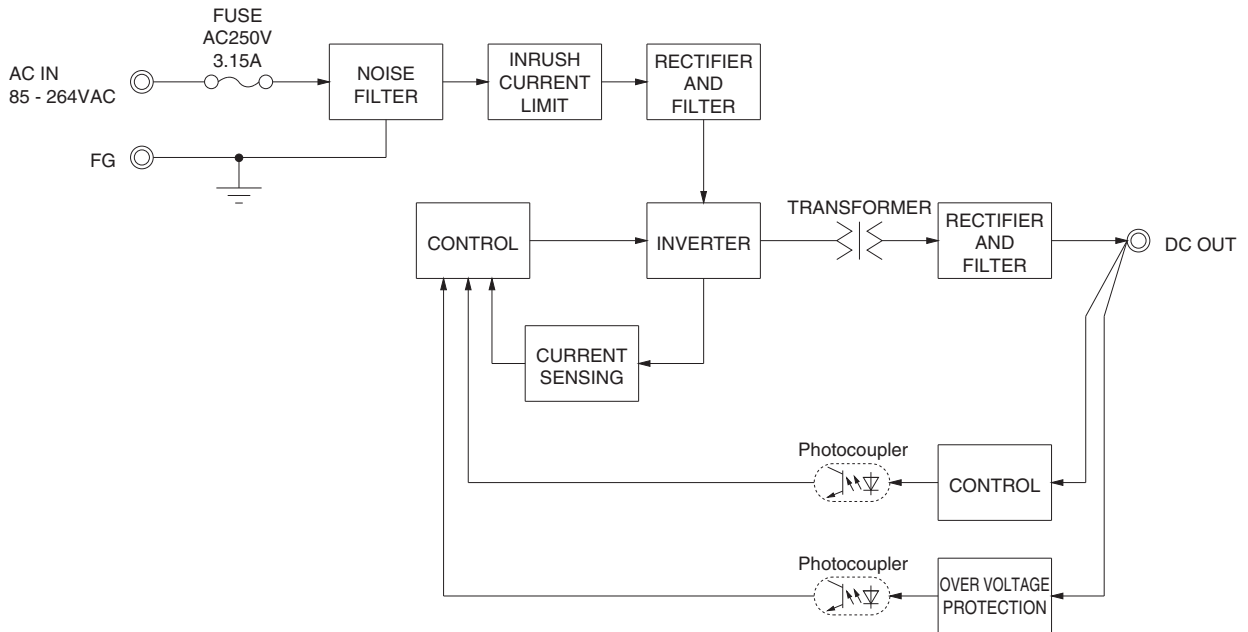 FUSE
AC250V
3.15A
AC IN
85 - 264VAC
NOISE
FILTER
INRUSH
CURRENT
LIMIT
RECTIFIER
AND
FILTER
FG
CONTROL
INVERTER
TRANSFORMER
RECTIFIER
AND
FILTER
DC OUT
CURRENT
SENSING
Photocoupler
CONTROL
Photocoupler
OVER VOLTAGE
PROTECTION